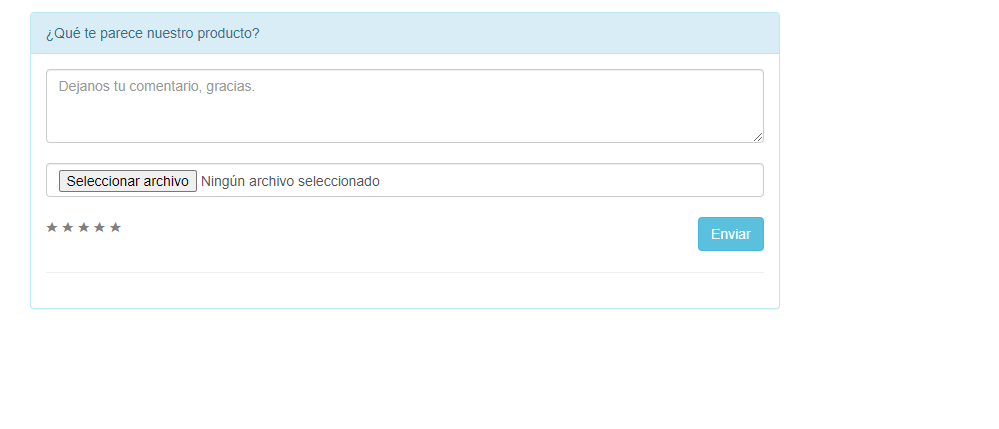 ¿Qué te parece nuestro producto?
Dejanos tu comentario, gracias.
Seleccionar archivo Ningún archivo seleccionado
★ ★ ★ ★ ★ Enviar